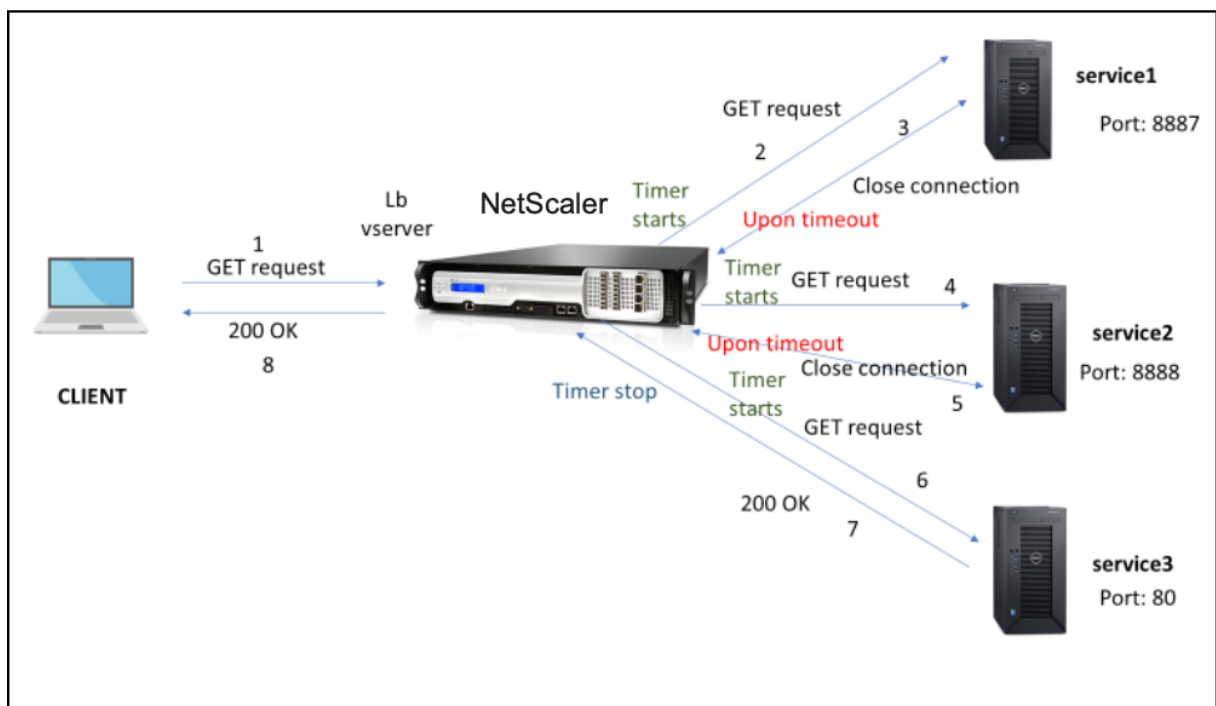 service1
Port: 8887
GET request
2
3
Close connection
Timer
starts
Upon timeout
Lb
vserver
NetScaler
1
GET request
200 OK
8
CLIENT
Timer
starts
GET request
4
Upon timeout
Close connection
5
service2
Port: 8888
Timer stop
Timer
starts
GET request
6
200 OK
7
service3
Port: 80